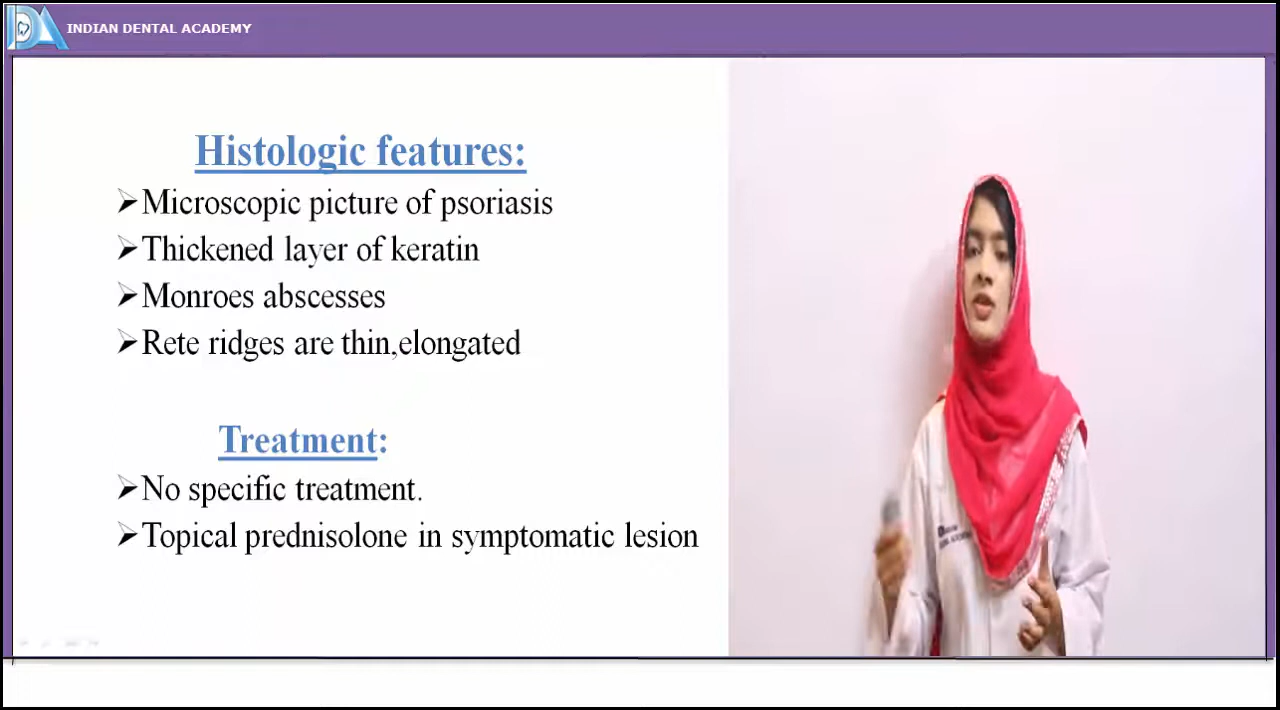 INDIAN DENTAL ACADEMY
Histologic features:
➢Microscopic picture of psoriasis
➢Thickened layer of keratin
➢Monroes abscesses
➢Rete ridges are thin,elongated
Treatment:
➢No specific treatment.
➢Topical prednisolone in symptomatic lesion